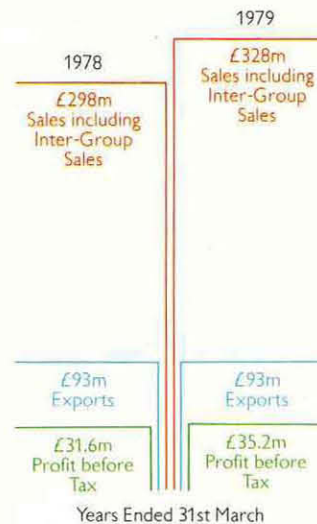 1978
£298m
Sales including
Inter-Group
Sales
£93m
Exports
£31.6m
Profit before
Tax
1979
£328m
Sales including
Inter-Group
Sales
£93m
Exports
£35.2m
Profit before
Tax
Years Ended 31st March